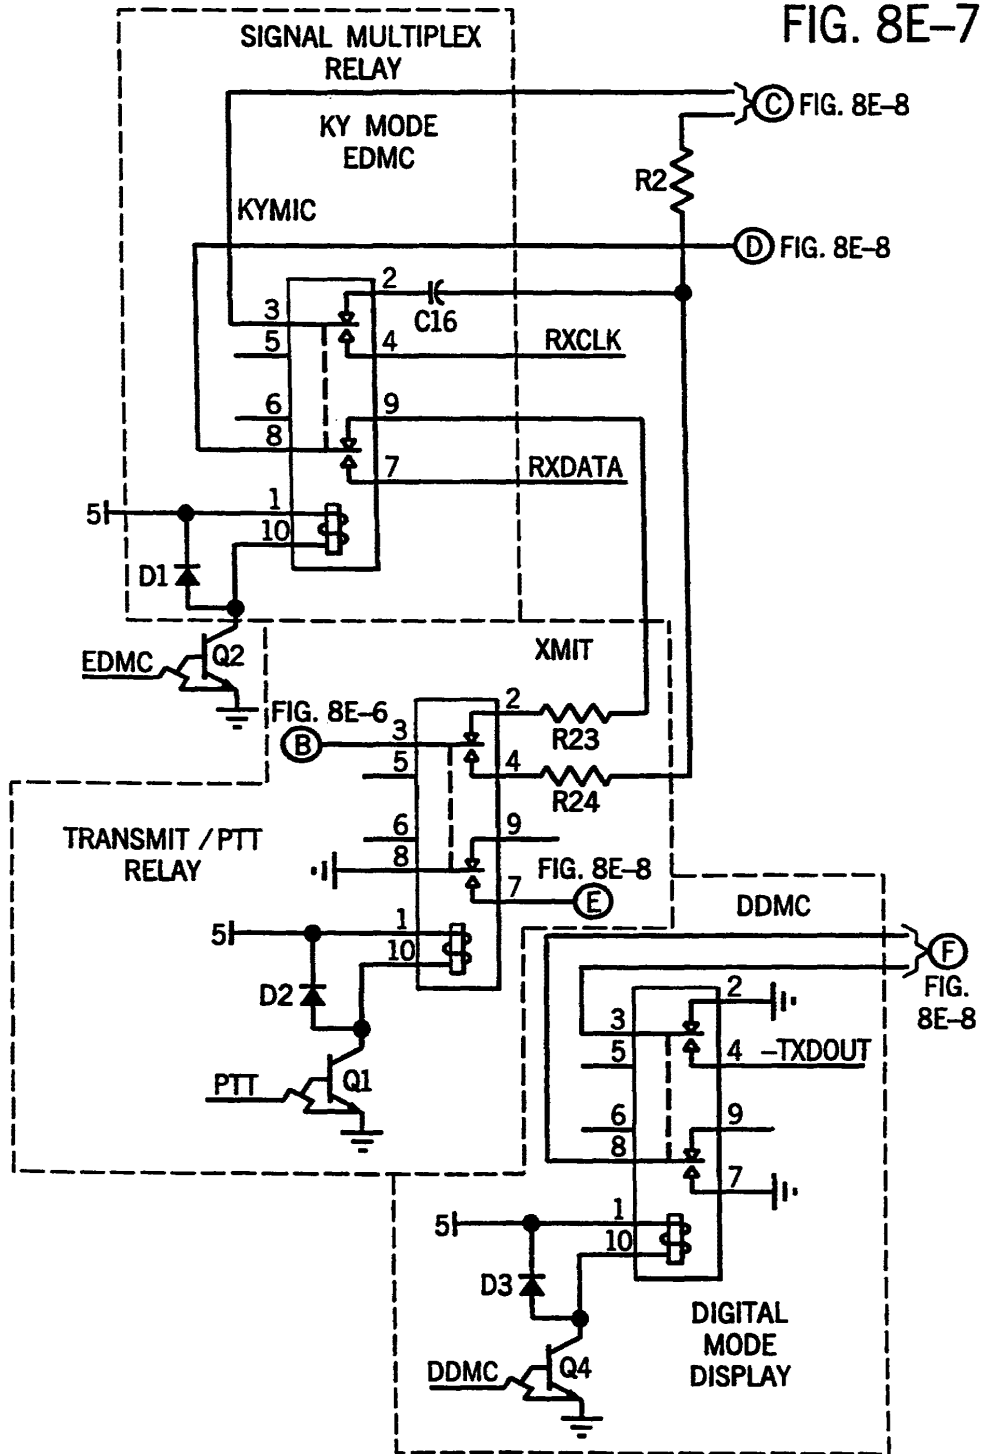 FIG. 8E–7
SIGNAL MULTIPLEX
RELAY
C FIG. 8E–8
KY MODE
EDMC
R2
KYMIC
D FIG. 8E–8
2
3
C16
5
4
RXCLK
6
9
8
7
RXDATA
5
1
10
D1
XMIT
EDMC
Q2
FIG. 8E–6
2
B
3
R23
5
4
R24
TRANSMIT / PTT
RELAY
6
9
8
FIG. 8E–8
7
E
DDMC
5
1
10
F
FIG.
8E–8
D2
2
3
5
4
–TXDOUT
PTT
Q1
6
9
8
7
5
1
10
D3
DIGITAL
MODE
DISPLAY
DDMC
Q4